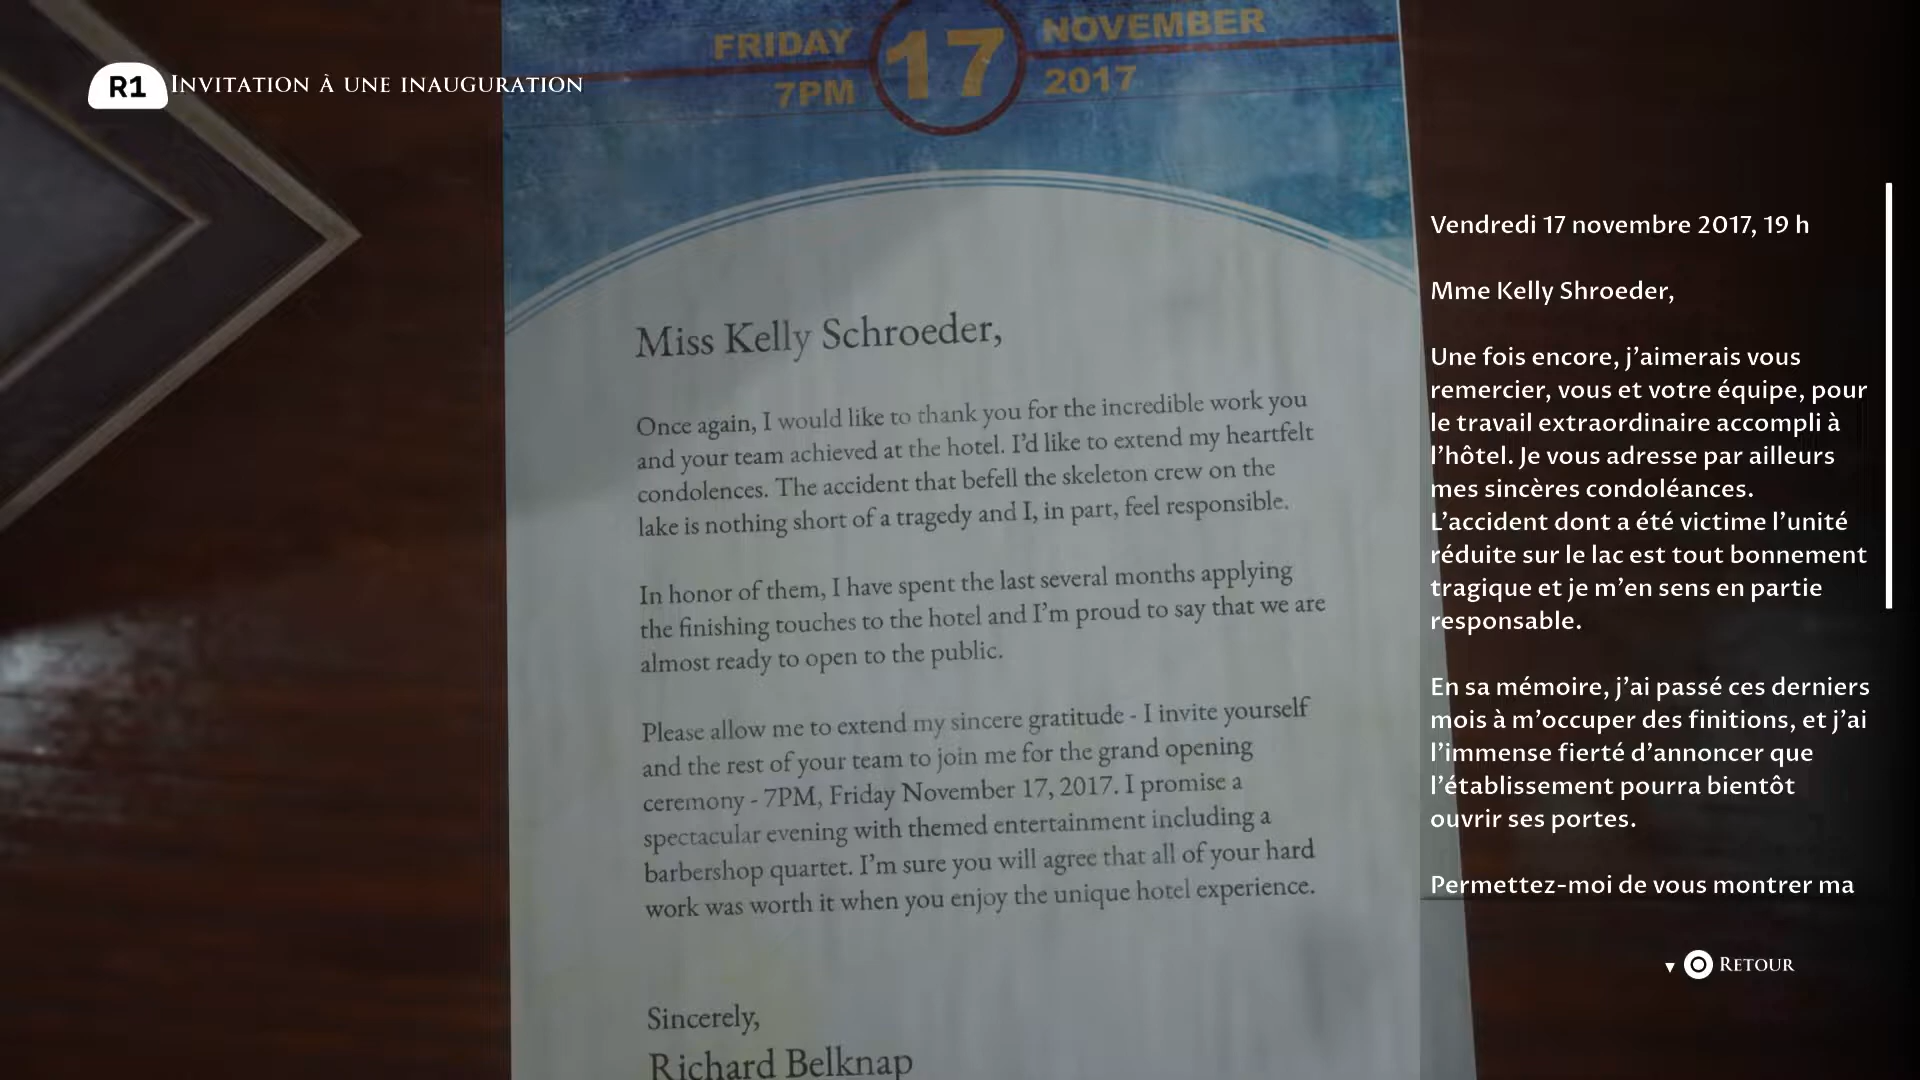 FRIDAY 17 NOVEMBER
7PM 2017
R1 Invitation à une inauguration
Miss Kelly Schroeder,
Once again, I would like to thank you for the incredible work you
and your team achieved at the hotel. I'd like to extend my heartfelt
condolences. The accident that befell the skeleton crew on the
lake is nothing short of a tragedy and I, in part, feel responsible.
In honor of them, I have spent the last several months applying
the finishing touches to the hotel and I'm proud to say that we are
almost ready to open to the public.
Please allow me to extend my sincere gratitude - I invite yourself
and the rest of your team to join me for the grand opening
ceremony - 7PM, Friday November 17, 2017. I promise a
spectacular evening with themed entertainment including a
barbershop quartet. I'm sure you will agree that all of your hard
work was worth it when you enjoy the unique hotel experience.
Sincerely,
Richard Belknap
Vendredi 17 novembre 2017, 19 h
Mme Kelly Shroeder,
Une fois encore, j'aimerais vous
remercier, vous et votre équipe, pour
le travail extraordinaire accompli à
l'hôtel. Je vous adresse par ailleurs
mes sincères condoléances.
L'accident dont a été victime l'unité
réduite sur le lac est tout bonnement
tragique et je m'en sens en partie
responsable.
En sa mémoire, j'ai passé ces derniers
mois à m'occuper des finitions, et j'ai
l'immense fierté d'annoncer que
l'établissement pourra bientôt
ouvrir ses portes.
Permettez-moi de vous montrer ma
Retour